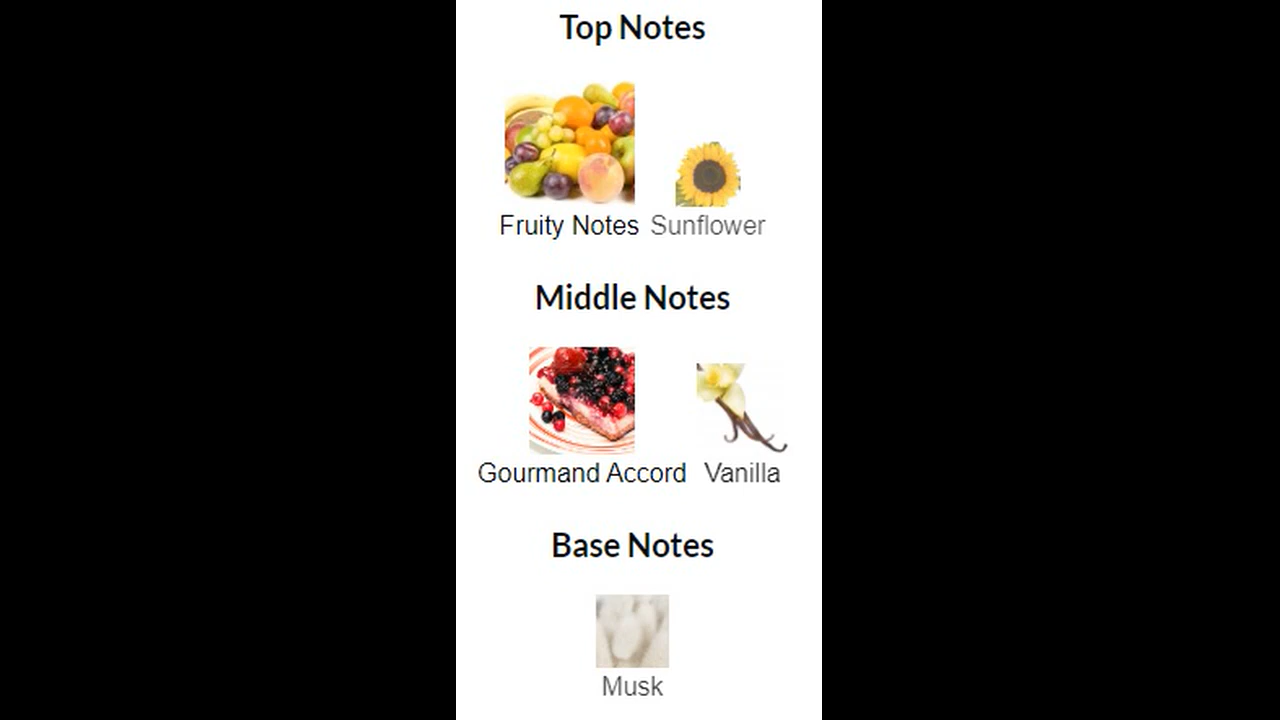 Top Notes
Fruity Notes Sunflower
Middle Notes
Gourmand Accord Vanilla
Base Notes
Musk